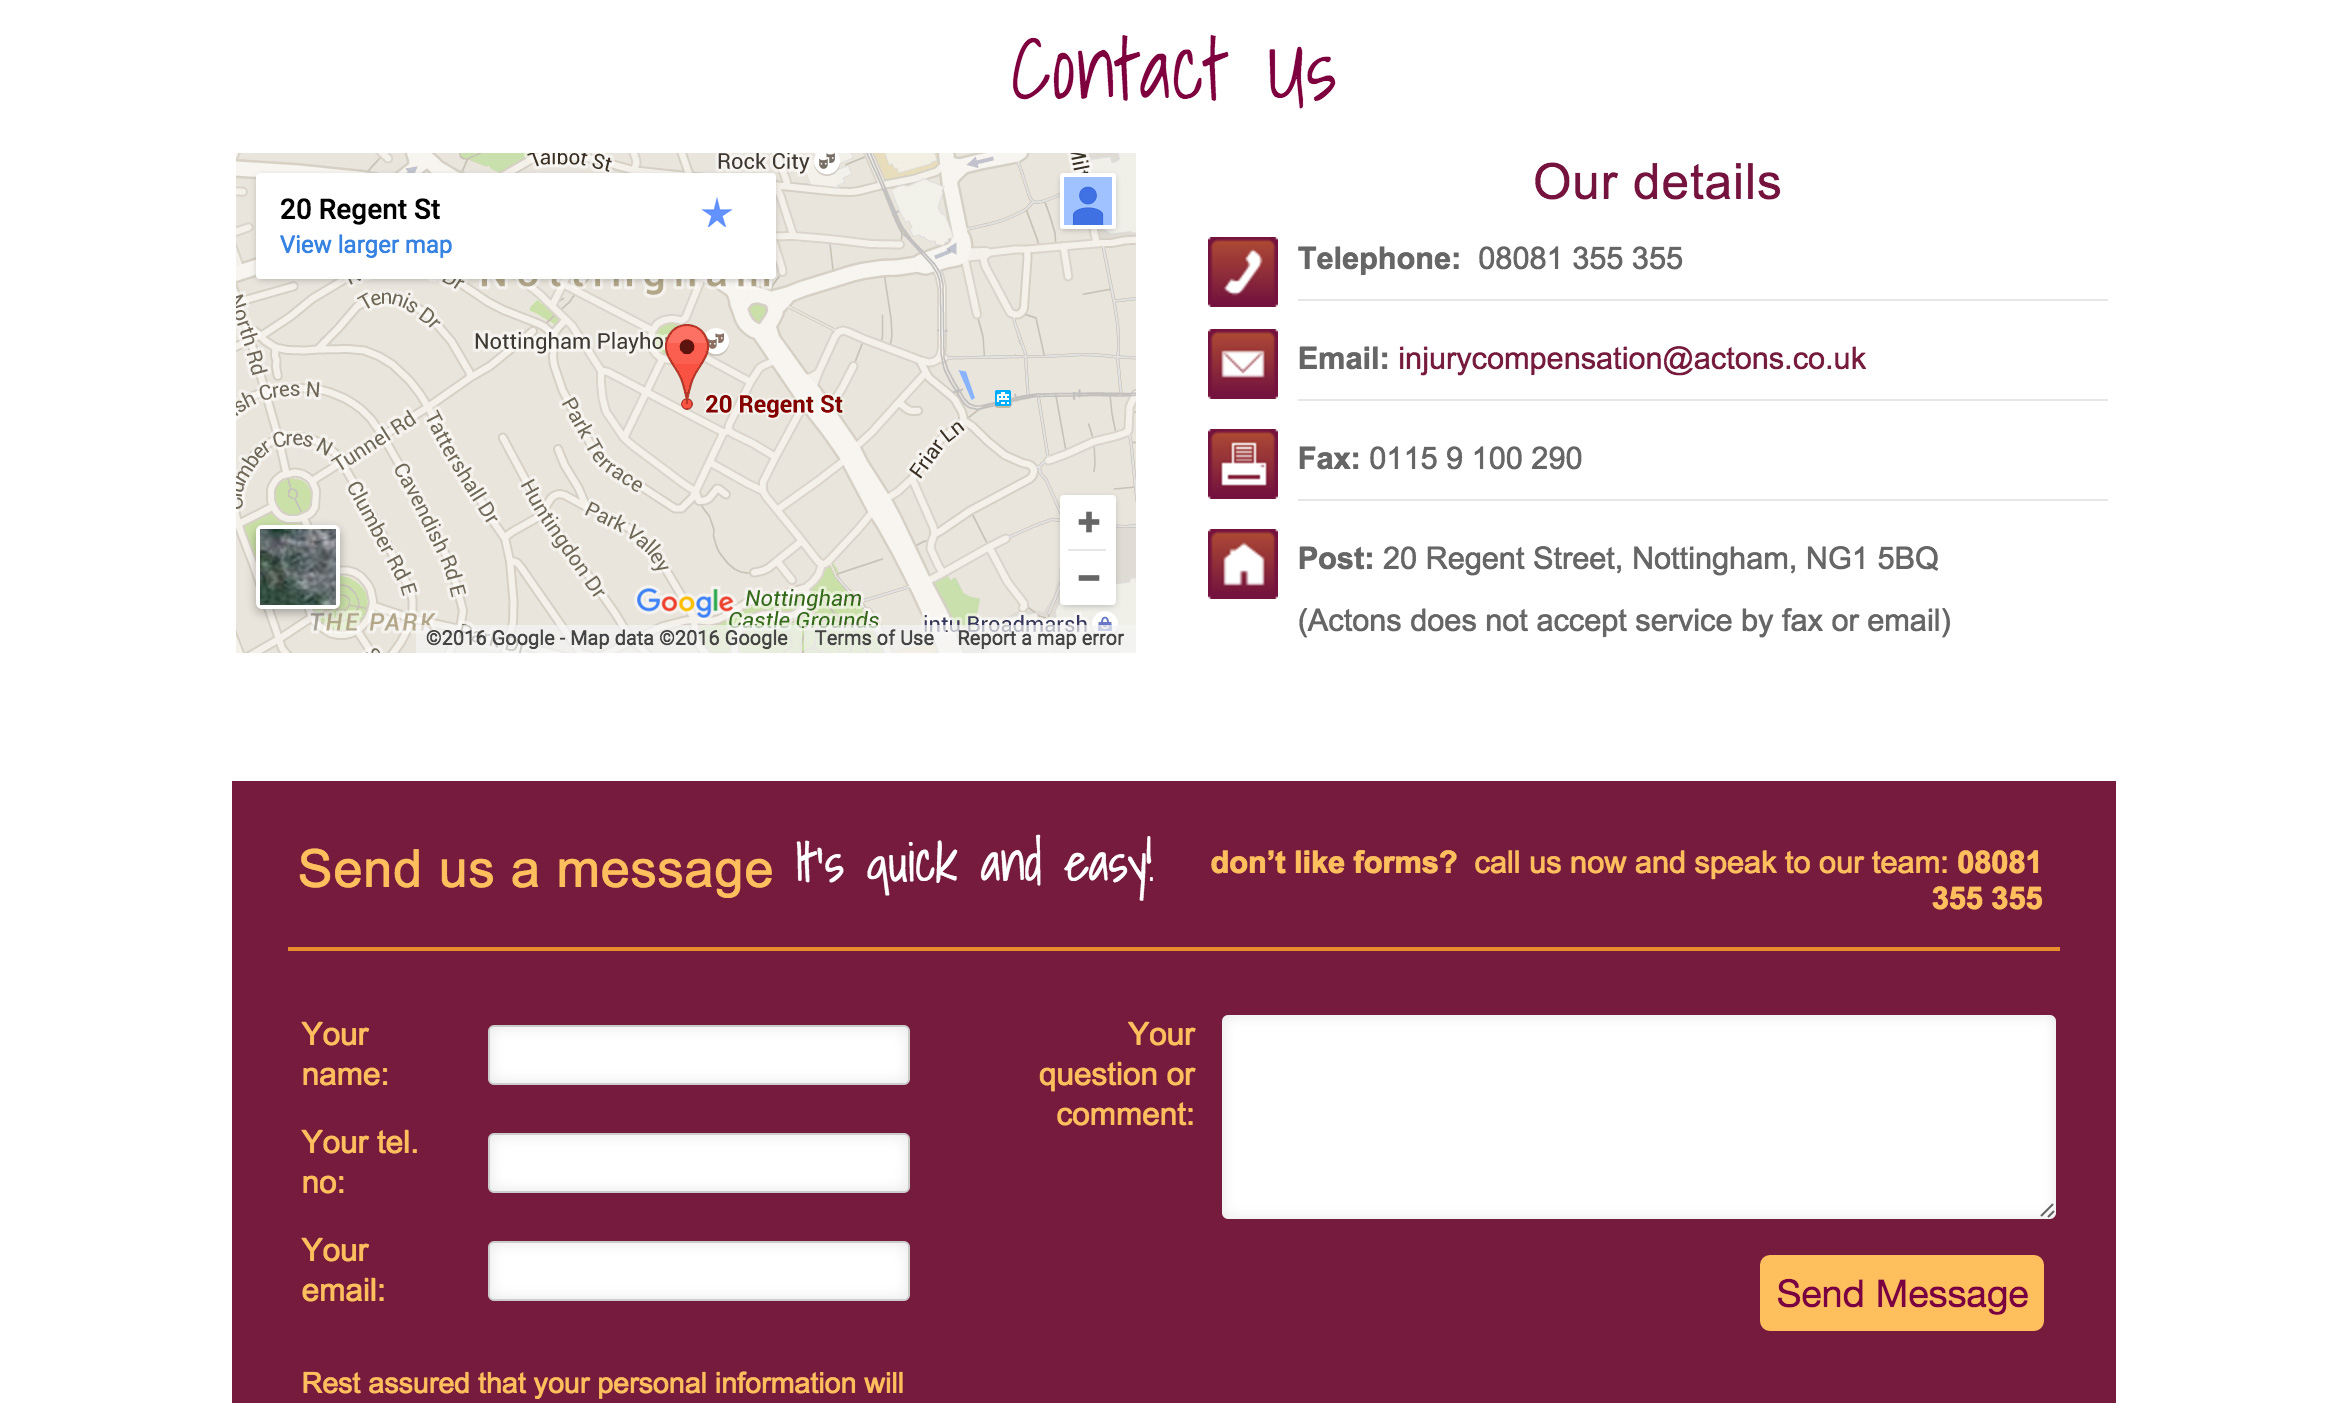 Contact Us
Talbot St
Rock City
20 Regent St
View larger map
Nottingham
Tennis Dr
North Rd
Nottingham Playho
20 Regent St
Cres N
Tunnel Rd
Tattershall Dr
Park Terrace
Friar Ln
Cres N
Clumber Rd E
Cavendish Rd E
Huntingdon Dr
Park Valley
THE PARK
Google
Nottingham
Castle Grounds
intu Broadmarsh
©2016 Google - Map data ©2016 Google
Terms of Use
Report a map error
Our details
Telephone: 08081 355 355
Email: injurycompensation@actons.co.uk
Fax: 0115 9 100 290
Post: 20 Regent Street, Nottingham, NG1 5BQ
(Actons does not accept service by fax or email)
Send us a message It's quick and easy!
don’t like forms? call us now and speak to our team: 08081
355 355
Your
name:
Your tel.
no:
Your
email:
Your
question or
comment:
Send Message
Rest assured that your personal information will